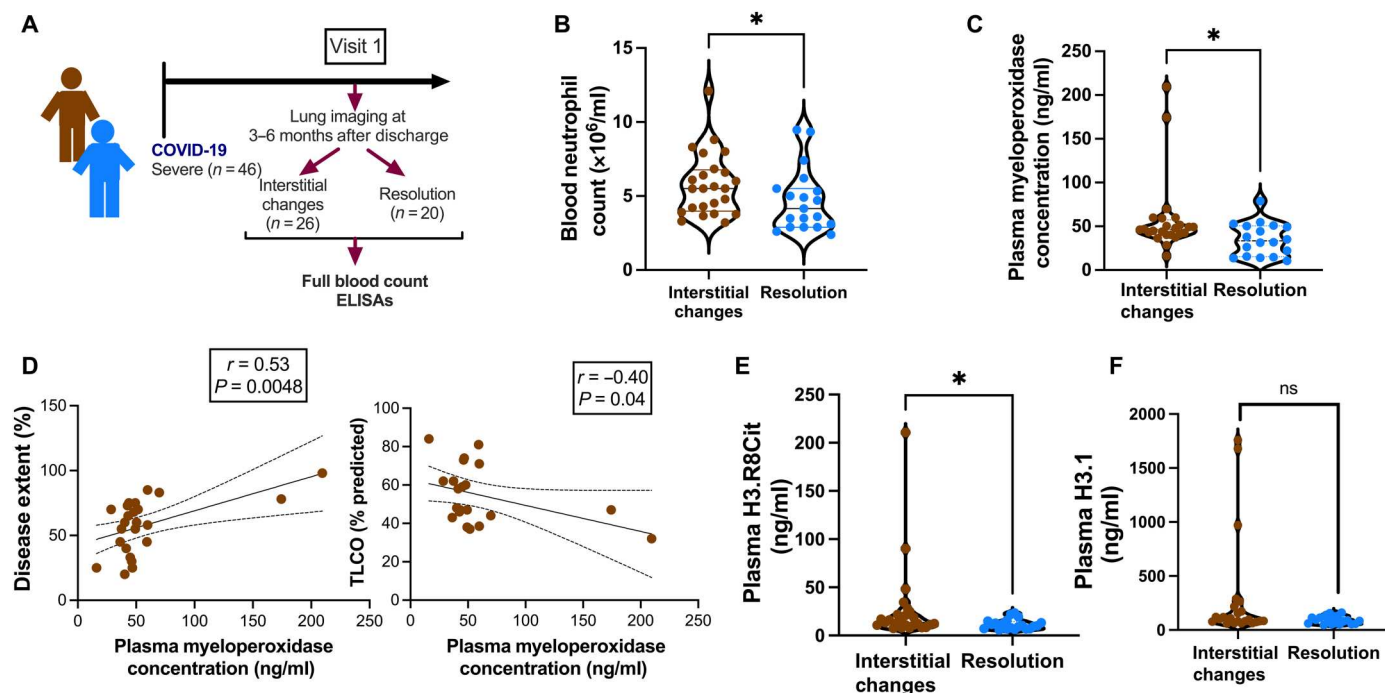 A
Visit 1
Lung imaging at
3–6 months after discharge
COVID-19
Severe (n = 46)
Interstitial
changes
(n = 26)
Resolution
(n = 20)
Full blood count
ELISAs
B
*
Blood neutrophil
count (×10⁶/ml)
15
10
5
0
Interstitial
changes
Resolution
C
*
Plasma myeloperoxidase
concentration (ng/ml)
250
200
150
100
50
0
Interstitial
changes
Resolution
D
r = 0.53
P = 0.0048
Disease extent (%)
150
100
50
0
0 50 100 150 200 250
Plasma myeloperoxidase
concentration (ng/ml)
r = –0.40
P = 0.04
TLCO (% predicted)
100
80
60
40
20
0
0 50 100 150 200 250
Plasma myeloperoxidase
concentration (ng/ml)
E
*
Plasma H3.R8Cit
(ng/ml)
250
200
150
100
50
0
Interstitial
changes
Resolution
F
ns
Plasma H3.1
(ng/ml)
2000
1500
1000
500
0
Interstitial
changes
Resolution